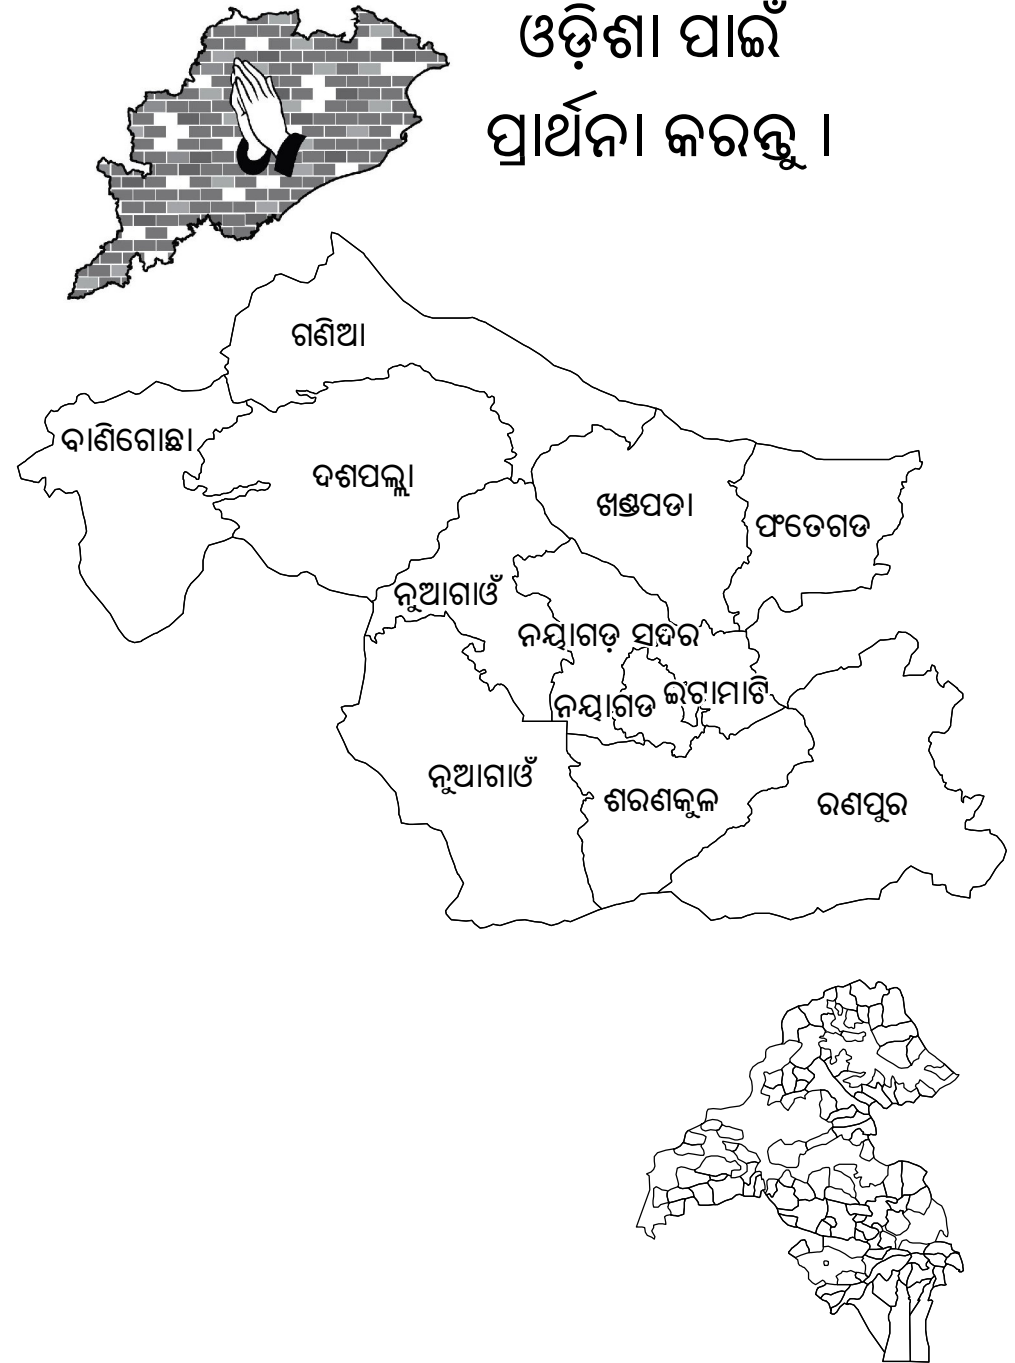 ଓଡ଼ିଶା ପାଇଁ
ପ୍ରାର୍ଥନା କରନ୍ତୁ ।
ଗଣିଆ
ବାଣିଗୋଛା
ଦଶପଲ୍ଲା
ଖଣ୍ଡପଡା
ଫତେଗଡ
ନୁଆଗାଓଁ
ନୟାଗଡ଼ ସଦର
ନୟାଗଡ
ଇଟାମାଟି
ନୁଆଗାଓଁ
ଶରଣକୁଳ
ରଣପୁର